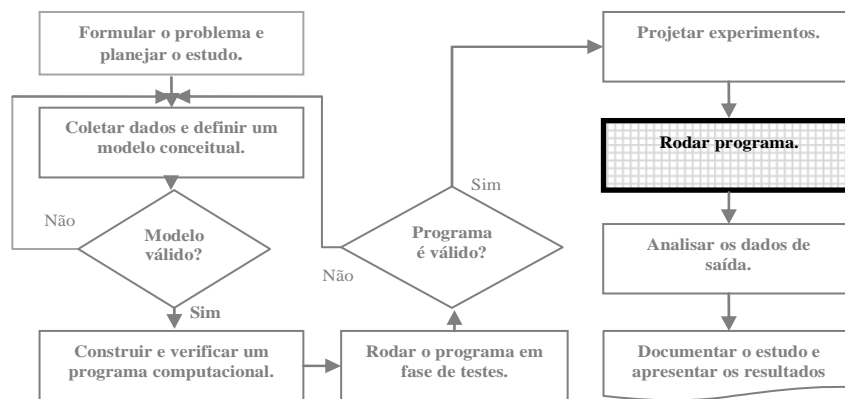 Formular o problema e
planejar o estudo.
Coletar dados e definir um
modelo conceitual.
Não
Modelo
válido?
Sim
Construir e verificar um
programa computacional.
Rodar o programa em
fase de testes.
Programa
é válido?
Não
Sim
Projetar experimentos.
Rodar programa.
Analisar os dados de
saída.
Documentar o estudo e
apresentar os resultados